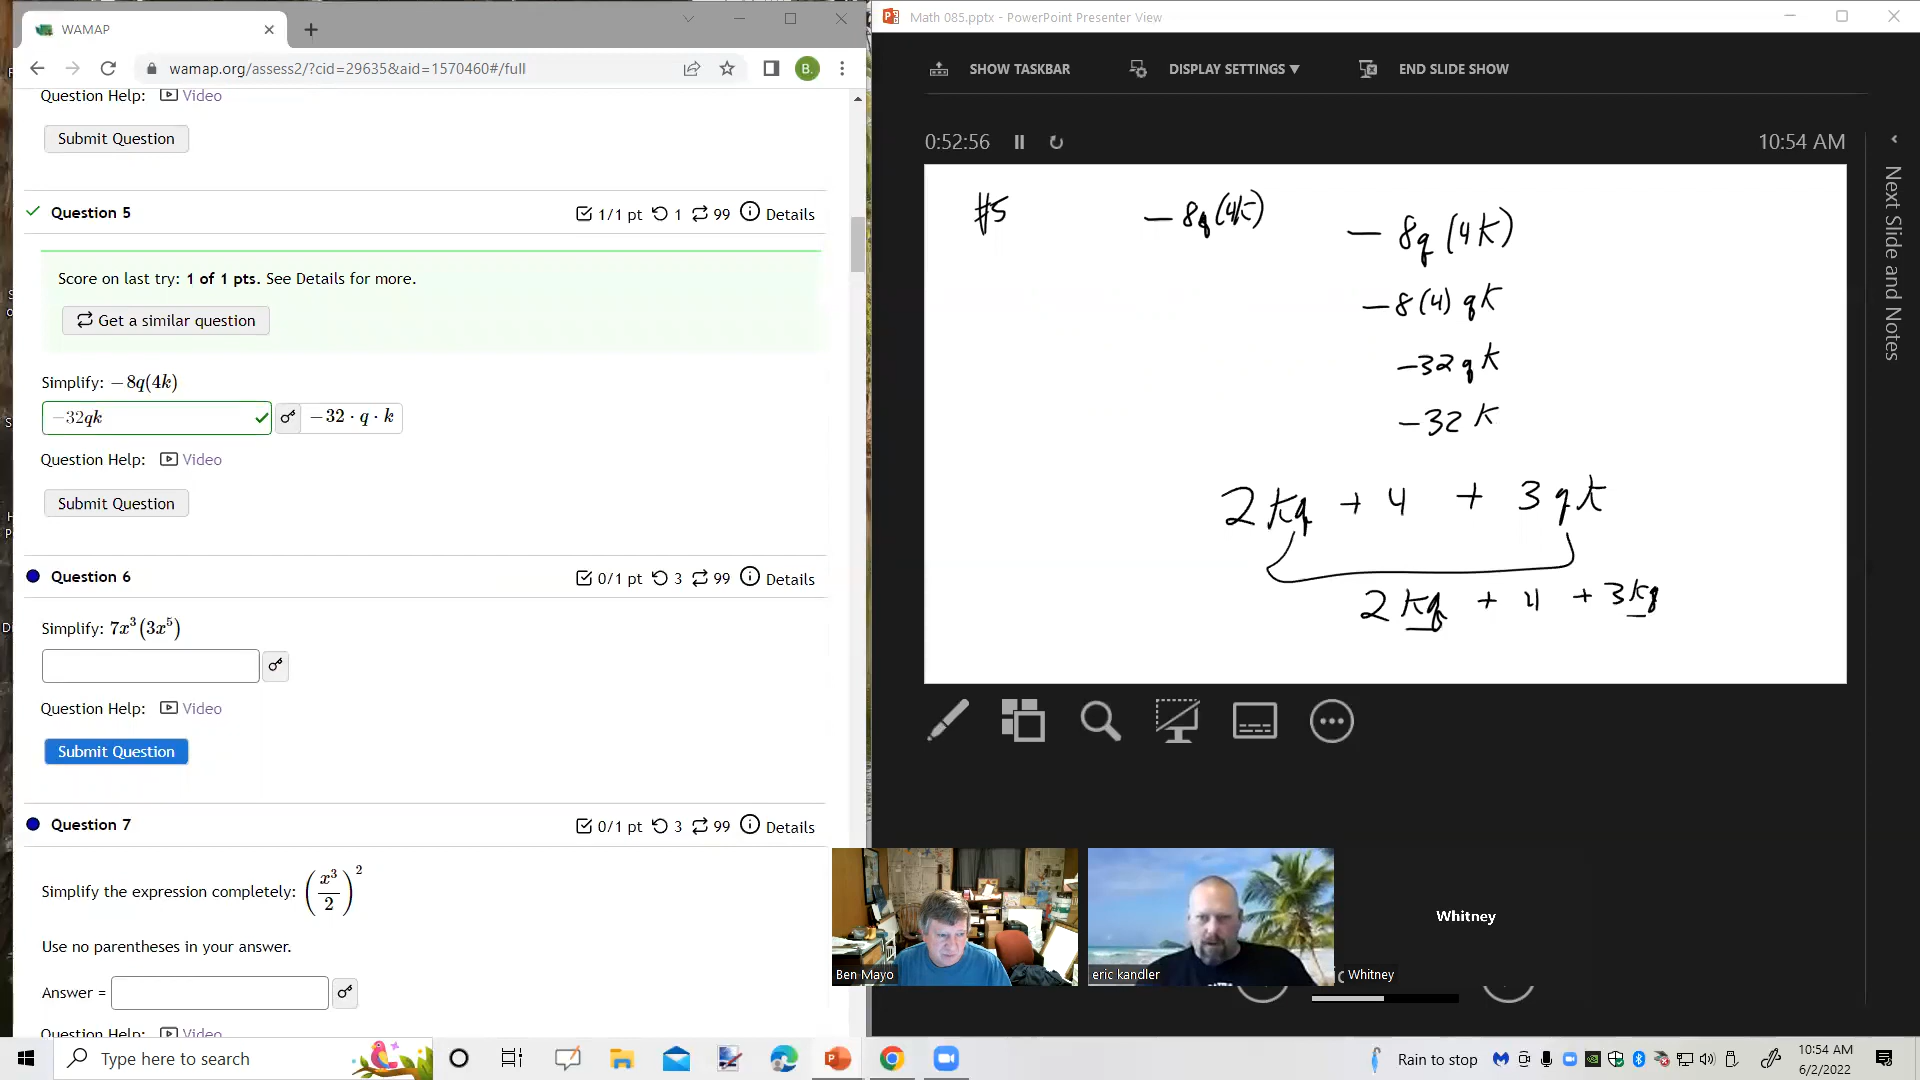 WAMAP
wamap.org/assess2/?cid=29635&aid=1570460#/full
B.
Question Help: Video
Submit Question
Question 5
1/1 pt 1 99 Details
Score on last try: 1 of 1 pts. See Details for more.
Get a similar question
Simplify: −8q(4k)
−32qk
−32 · q · k
Question Help: Video
Submit Question
Question 6
0/1 pt 3 99 Details
Simplify: 7x³(3x⁵)
Question Help: Video
Submit Question
Question 7
0/1 pt 3 99 Details
Simplify the expression completely: (x³/2)²
Use no parentheses in your answer.
Answer =
Question Help: Video
Math 085.pptx - PowerPoint Presenter View
SHOW TASKBAR
DISPLAY SETTINGS ▼
END SLIDE SHOW
0:52:56
10:54 AM
#5
−8q(4k)
−8q(4k)
−8(4)qk
−32qk
−32k
2kq + 4 + 3qk
2kq + 4 + 3kq
Next Slide and Notes
Ben Mayo
eric kandler
Whitney
Whitney
Type here to search
Rain to stop
10:54 AM
6/2/2022